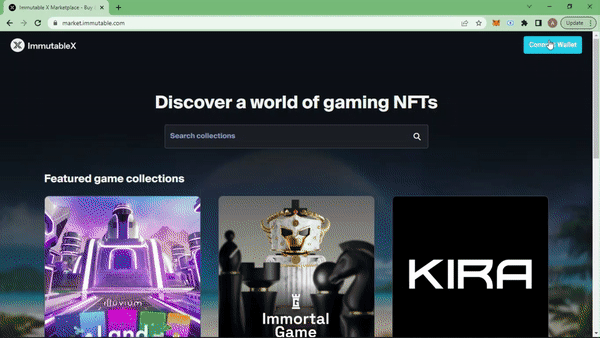 Immutable X Marketplace - Buy
market.immutable.com
A
Update
ImmutableX
Connect Wallet
Discover a world of gaming NFTs
Search collections
Featured game collections
illuvium
Land
Immortal
Game
KIRA